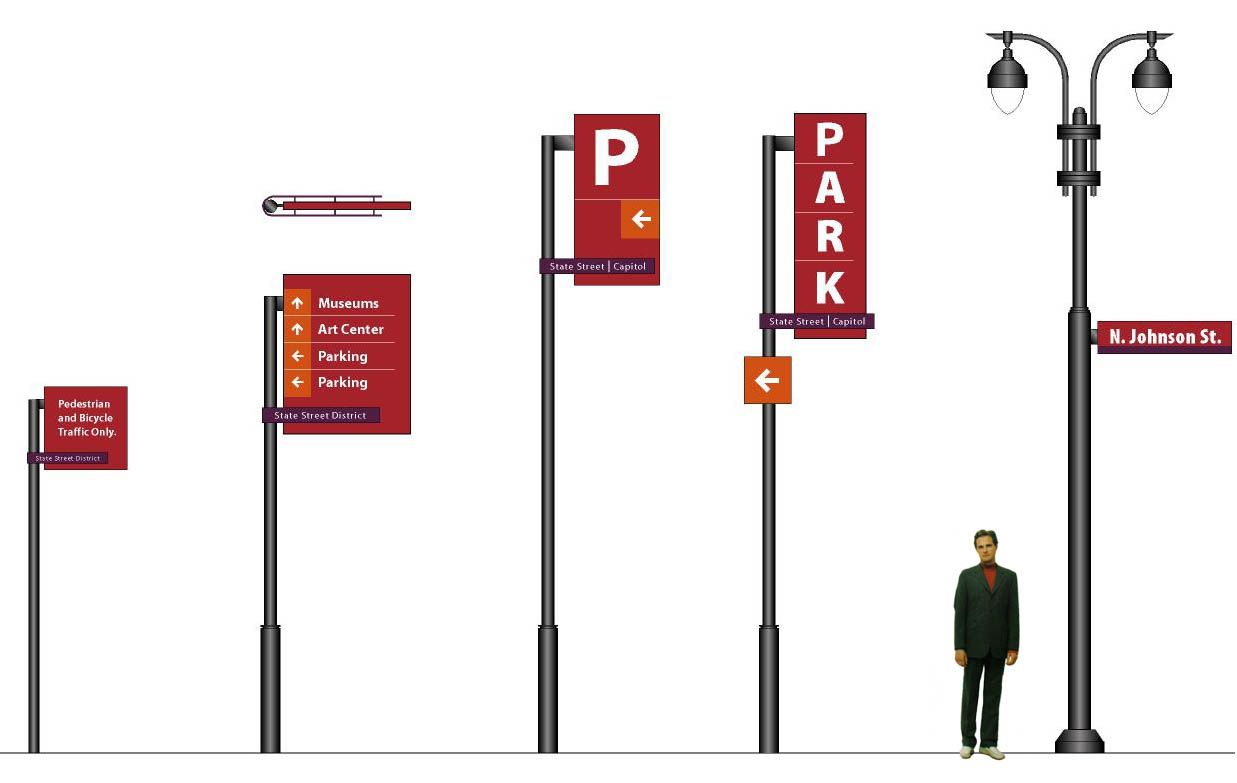 Pedestrian
and Bicycle
Traffic Only.
State Street District
Museums
Art Center
Parking
Parking
State Street District
P
State Street | Capitol
P
A
R
K
State Street | Capitol
N. Johnson St.